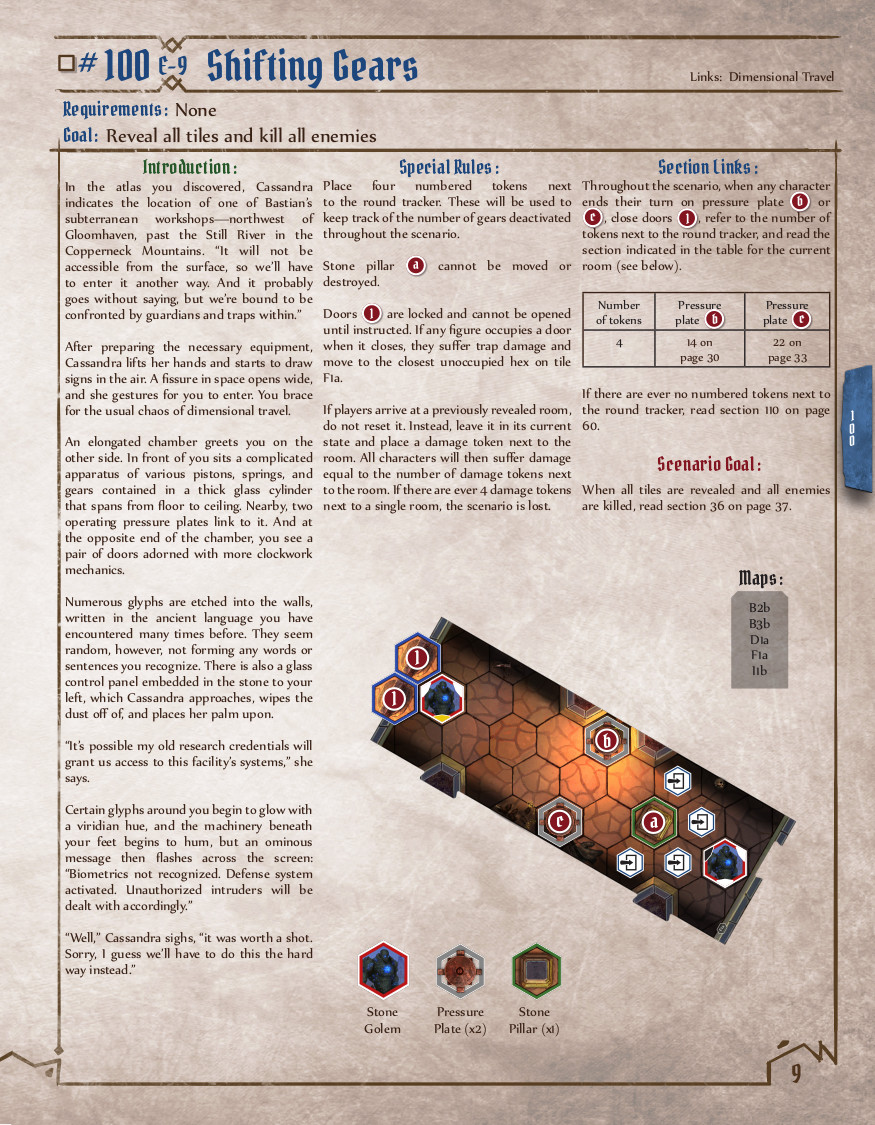 #100 E-9 Shifting Gears
Links: Dimensional Travel
Requirements: None
Goal: Reveal all tiles and kill all enemies
Introduction:
In the atlas you discovered, Cassandra
indicates the location of one of Bastian's
subterranean workshops—northwest of
Gloomhaven, past the Still River in the
Copperneck Mountains. "It will not be
accessible from the surface, so we'll have
to enter it another way. And it probably
goes without saying, but we're bound to be
confronted by guardians and traps within."
After preparing the necessary equipment,
Cassandra lifts her hands and starts to draw
signs in the air. A fissure in space opens wide,
and she gestures for you to enter. You brace
for the usual chaos of dimensional travel.
An elongated chamber greets you on the
other side. In front of you sits a complicated
apparatus of various pistons, springs, and
gears contained in a thick glass cylinder
that spans from floor to ceiling. Nearby, two
operating pressure plates link to it. And at
the opposite end of the chamber, you see a
pair of doors adorned with more clockwork
mechanics.
Numerous glyphs are etched into the walls,
written in the ancient language you have
encountered many times before. They seem
random, however, not forming any words or
sentences you recognize. There is also a glass
control panel embedded in the stone to your
left, which Cassandra approaches, wipes the
dust off of, and places her palm upon.
"It's possible my old research credentials will
grant us access to this facility's systems," she
says.
Certain glyphs around you begin to glow with
a viridian hue, and the machinery beneath
your feet begins to hum, but an ominous
message then flashes across the screen:
"Biometrics not recognized. Defense system
activated. Unauthorized intruders will be
dealt with accordingly."
"Well," Cassandra sighs, "it was worth a shot.
Sorry, I guess we'll have to do this the hard
way instead."
Special Rules:
Place four numbered tokens next
to the round tracker. These will be used to
keep track of the number of gears deactivated
throughout the scenario.
Stone pillar a cannot be moved or
destroyed.
Doors 1 are locked and cannot be opened
until instructed. If any figure occupies a door
when it closes, they suffer trap damage and
move to the closest unoccupied hex on tile
F1a.
If players arrive at a previously revealed room,
do not reset it. Instead, leave it in its current
state and place a damage token next to the
room. All characters will then suffer damage
equal to the number of damage tokens next
to the room. If there are ever 4 damage tokens
next to a single room, the scenario is lost.
Section Links:
Throughout the scenario, when any character
ends their turn on pressure plate b or
c, close doors 1, refer to the number of
tokens next to the round tracker, and read the
section indicated in the table for the current
room (see below).
Number of tokens
Pressure plate b
Pressure plate c
4
14 on page 30
22 on page 33
If there are ever no numbered tokens next to
the round tracker, read section 110 on page
60.
Scenario Goal:
When all tiles are revealed and all enemies
are killed, read section 36 on page 37.
100
Maps:
B2b
B3b
D1a
F1a
I1b
1
1
b
c
a
Stone Golem
Pressure Plate (x2)
Stone Pillar (x1)
9